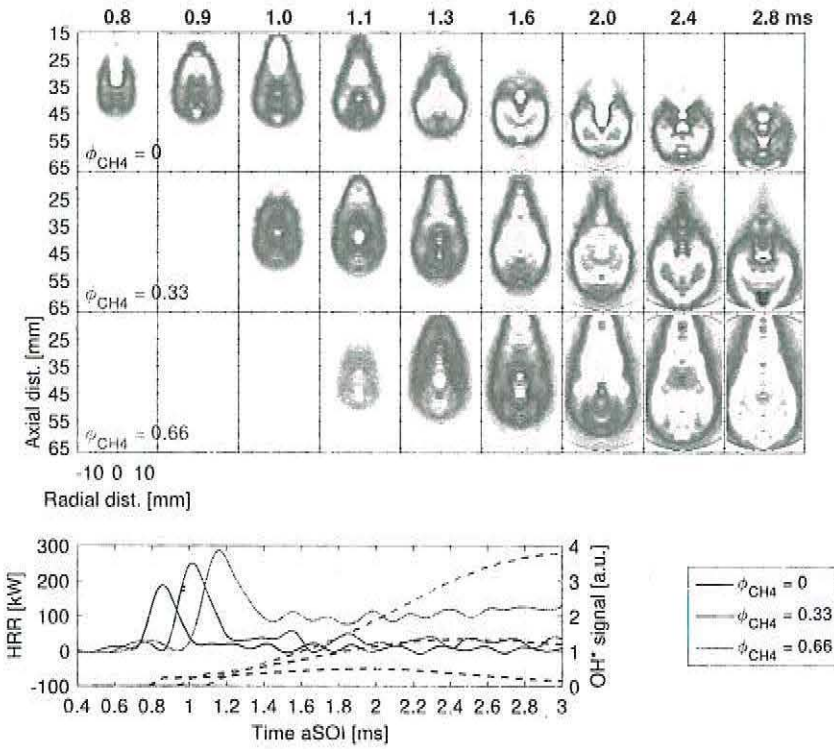 0.8 0.9 1.0 1.1 1.3 1.6 2.0 2.4 2.8 ms
15
25
35
45
55
65
ϕCH4 = 0
25
35
45
55
65
ϕCH4 = 0.33
25
35
45
55
65
ϕCH4 = 0.66
Axial dist. [mm]
-10 0 10
Radial dist. [mm]
300
200
100
0
-100
HRR [kW]
4
3
2
1
0
OH* signal [a.u.]
0.4 0.6 0.8 1 1.2 1.4 1.6 1.8 2 2.2 2.4 2.6 2.8 3
Time aSOI [ms]
ϕCH4 = 0
ϕCH4 = 0.33
ϕCH4 = 0.66